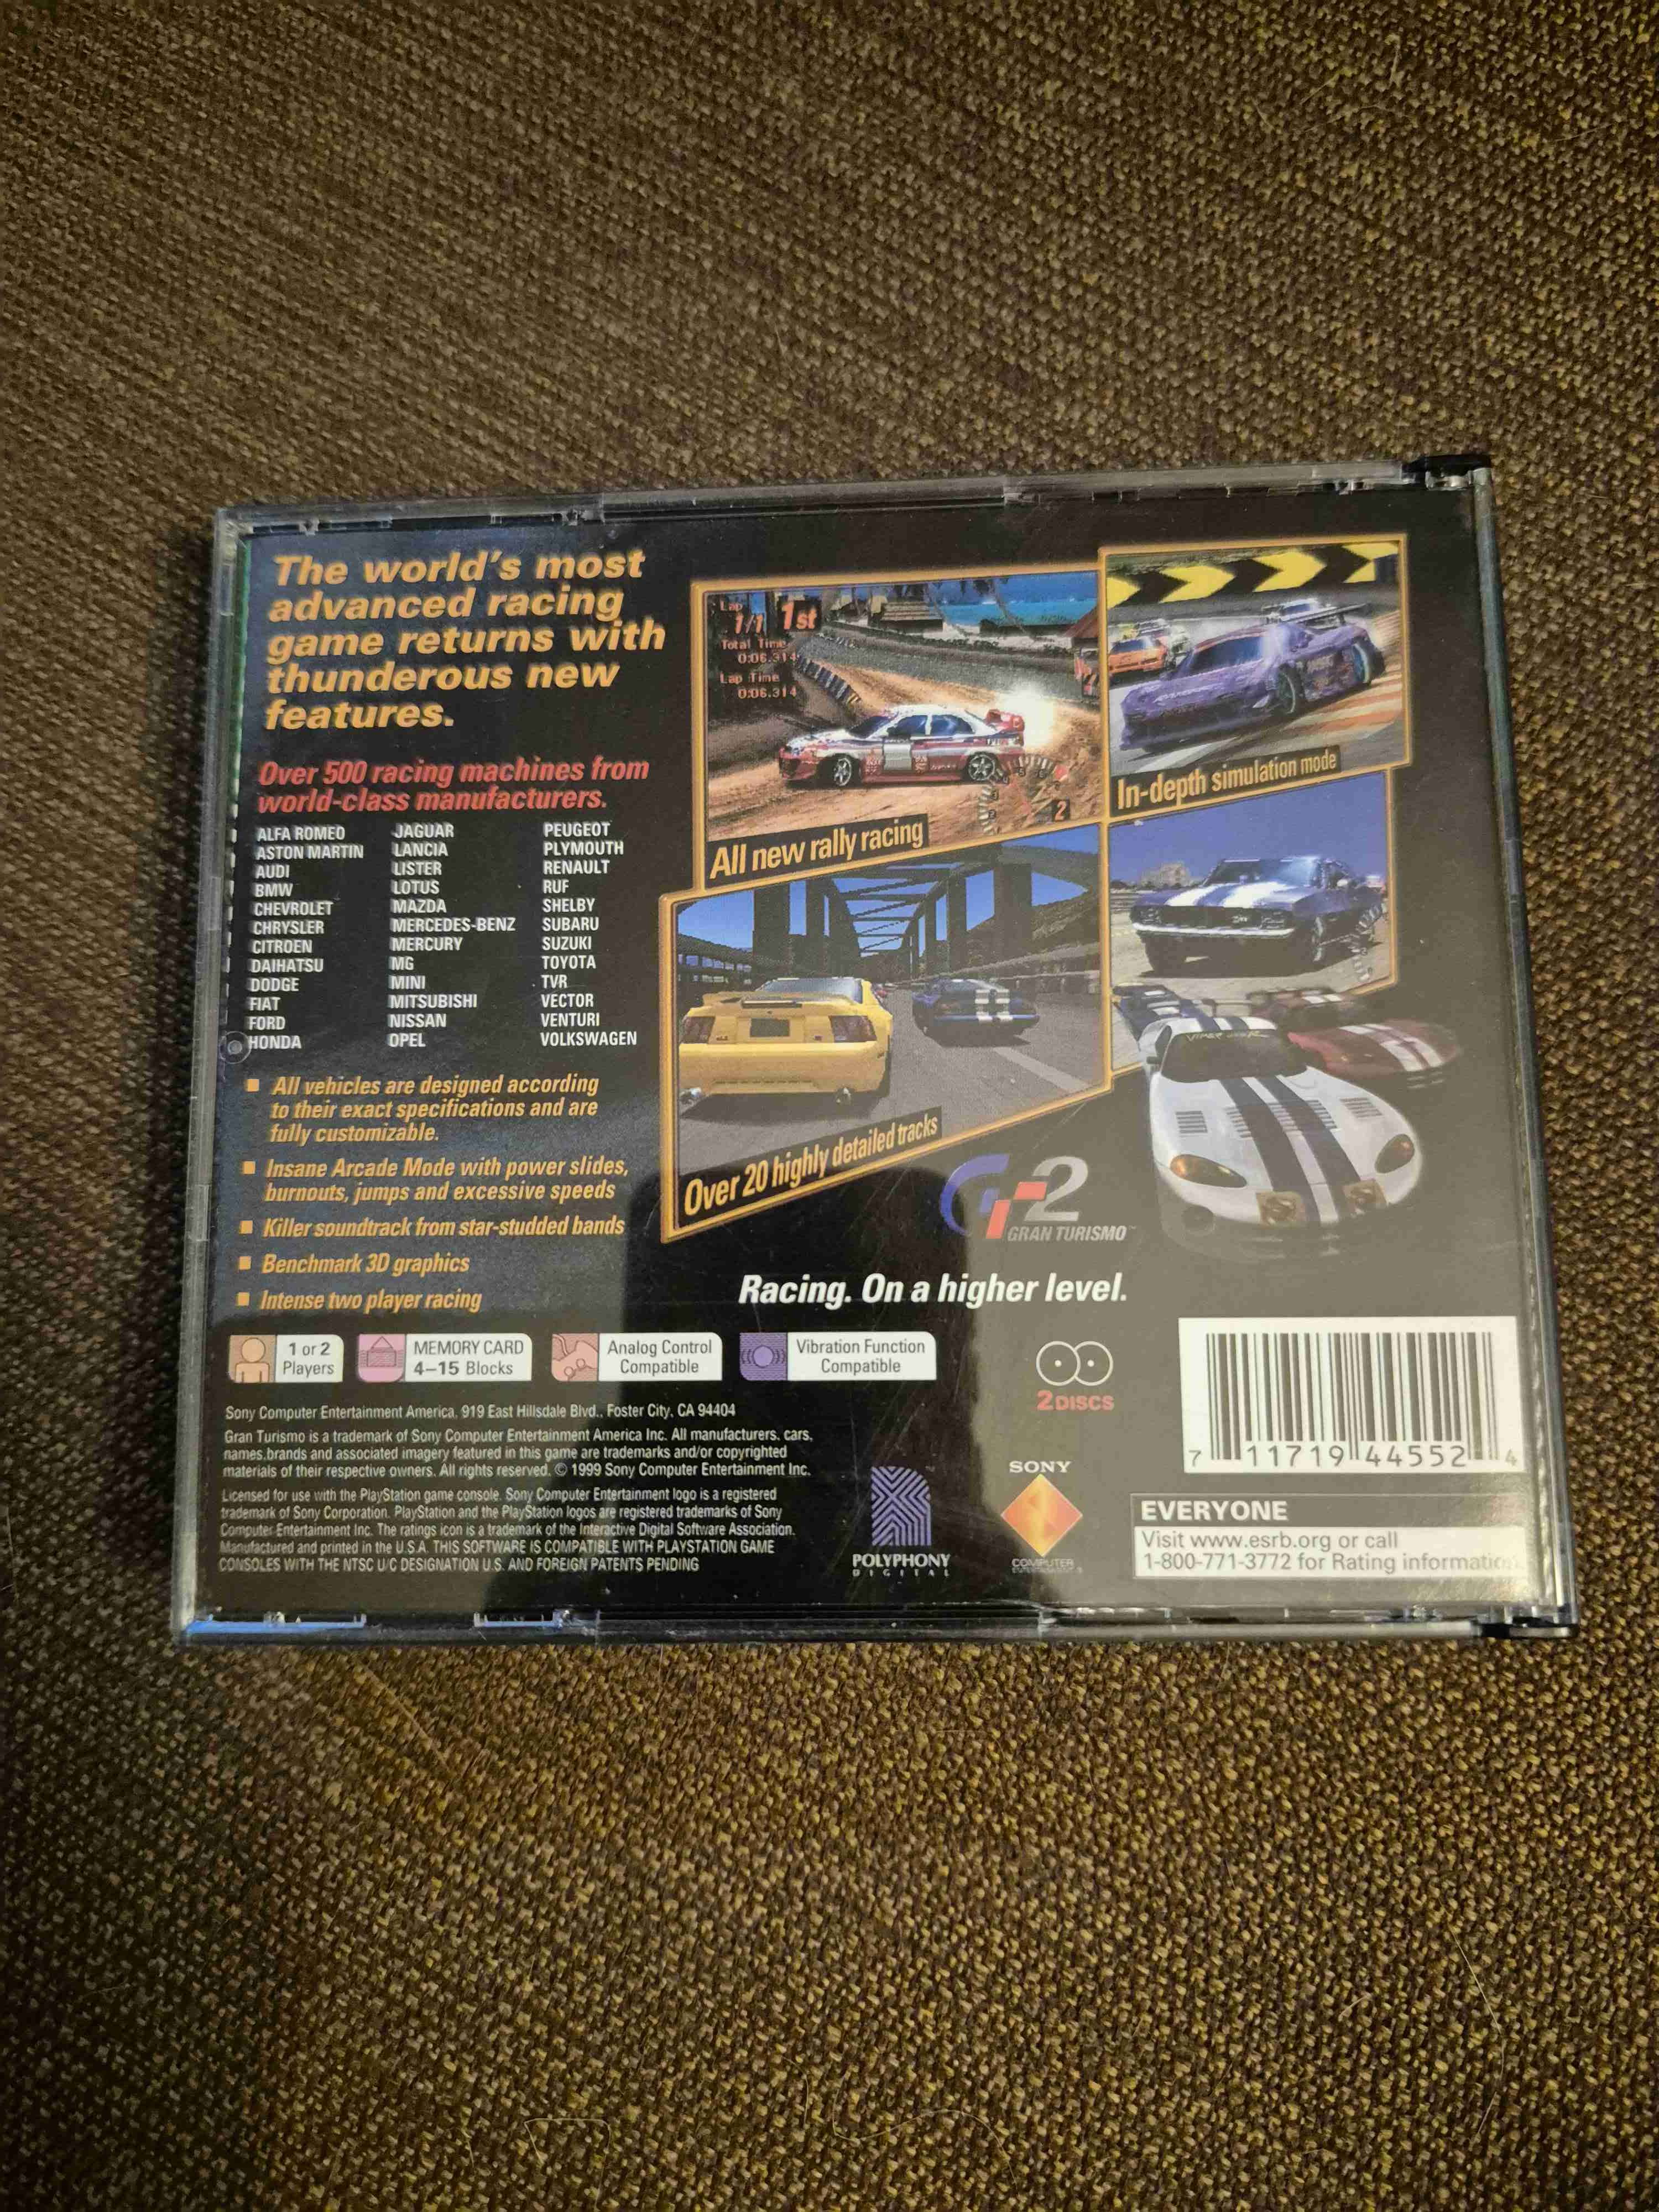 The world's most
advanced racing
game returns with
thunderous new
features.
Over 500 racing machines from
world-class manufacturers.
ALFA ROMEO
ASTON MARTIN
AUDI
BMW
CHEVROLET
CHRYSLER
CITROEN
DAIHATSU
DODGE
FIAT
FORD
HONDA
JAGUAR
LANCIA
LISTER
LOTUS
MAZDA
MERCEDES-BENZ
MERCURY
MG
MINI
MITSUBISHI
NISSAN
OPEL
PEUGEOT
PLYMOUTH
RENAULT
RUF
SHELBY
SUBARU
SUZUKI
TOYOTA
TVR
VECTOR
VENTURI
VOLKSWAGEN
■ All vehicles are designed according
to their exact specifications and are
fully customizable.
■ Insane Arcade Mode with power slides,
burnouts, jumps and excessive speeds
■ Killer soundtrack from star-studded bands
■ Benchmark 3D graphics
■ Intense two player racing
Lap
1/1 1st
Total Time
0:06.314
Lap Time
0:06.314
2
All new rally racing
In-depth simulation mode
Over 20 highly detailed tracks
GT 2
GRAN TURISMO™
Racing. On a higher level.
1 or 2
Players
MEMORY CARD
4–15 Blocks
Analog Control
Compatible
Vibration Function
Compatible
2 DISCS
7 11719 44552 4
Sony Computer Entertainment America, 919 East Hillsdale Blvd., Foster City, CA 94404
Gran Turismo is a trademark of Sony Computer Entertainment America Inc. All manufacturers, cars,
names,brands and associated imagery featured in this game are trademarks and/or copyrighted
materials of their respective owners. All rights reserved. © 1999 Sony Computer Entertainment Inc.
Licensed for use with the PlayStation game console. Sony Computer Entertainment logo is a registered
trademark of Sony Corporation. PlayStation and the PlayStation logos are registered trademarks of Sony
Computer Entertainment Inc. The ratings icon is a trademark of the Interactive Digital Software Association.
Manufactured and printed in the U.S.A. THIS SOFTWARE IS COMPATIBLE WITH PLAYSTATION GAME
CONSOLES WITH THE NTSC U/C DESIGNATION U.S. AND FOREIGN PATENTS PENDING
POLYPHONY
DIGITAL
SONY
COMPUTER
ENTERTAINMENT
EVERYONE
Visit www.esrb.org or call
1-800-771-3772 for Rating information.